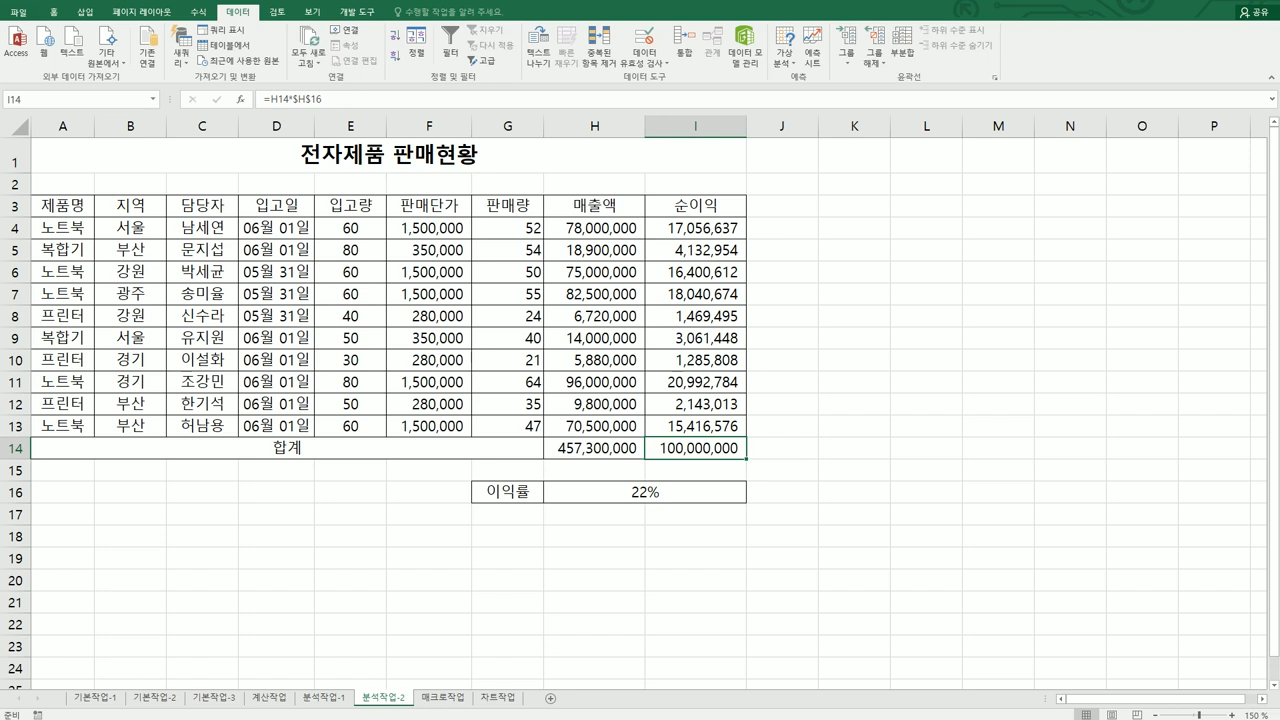 파일 홈 삽입 페이지 레이아웃 수식 데이터 검토 보기 개발 도구 수행할 작업을 알려 주세요. 공유
Access 웹 텍스트 기타 원본에서 기존 연결 새쿼리 쿼리 표시 테이블에서 최근에 사용한 원본 모두 새로 고침 연결 속성 연결 편집 정렬 필터 지우기 다시 적용 고급 텍스트 나누기 빠른 채우기 중복된 항목 제거 데이터 유효성 검사 통합 관계 데이터 모델 관리 가상 분석 예측 시트 그룹 그룹 해제 부분합 하위 수준 표시 하위 수준 숨기기
외부 데이터 가져오기 가져오기 및 변환 연결 정렬 및 필터 데이터 도구 예측 윤곽선
I14 fx =H14*$H$16
A B C D E F G H I J K L M N O P
1 전자제품 판매현황
2
3 제품명 지역 담당자 입고일 입고량 판매단가 판매량 매출액 순이익
4 노트북 서울 남세연 06월 01일 60 1,500,000 52 78,000,000 17,056,637
5 복합기 부산 문지섭 06월 01일 80 350,000 54 18,900,000 4,132,954
6 노트북 강원 박세균 05월 31일 60 1,500,000 50 75,000,000 16,400,612
7 노트북 광주 송미율 05월 31일 60 1,500,000 55 82,500,000 18,040,674
8 프린터 강원 신수라 05월 31일 40 280,000 24 6,720,000 1,469,495
9 복합기 서울 유지원 06월 01일 50 350,000 40 14,000,000 3,061,448
10 프린터 경기 이설화 06월 01일 30 280,000 21 5,880,000 1,285,808
11 노트북 경기 조강민 06월 01일 80 1,500,000 64 96,000,000 20,992,784
12 프린터 부산 한기석 06월 01일 50 280,000 35 9,800,000 2,143,013
13 노트북 부산 허남용 06월 01일 60 1,500,000 47 70,500,000 15,416,576
14 합계 457,300,000 100,000,000
15
16 이익률 22%
17
18
19
20
21
22
23
24
25
기본작업-1 기본작업-2 기본작업-3 계산작업 분석작업-1 분석작업-2 매크로작업 차트작업
준비 150 %